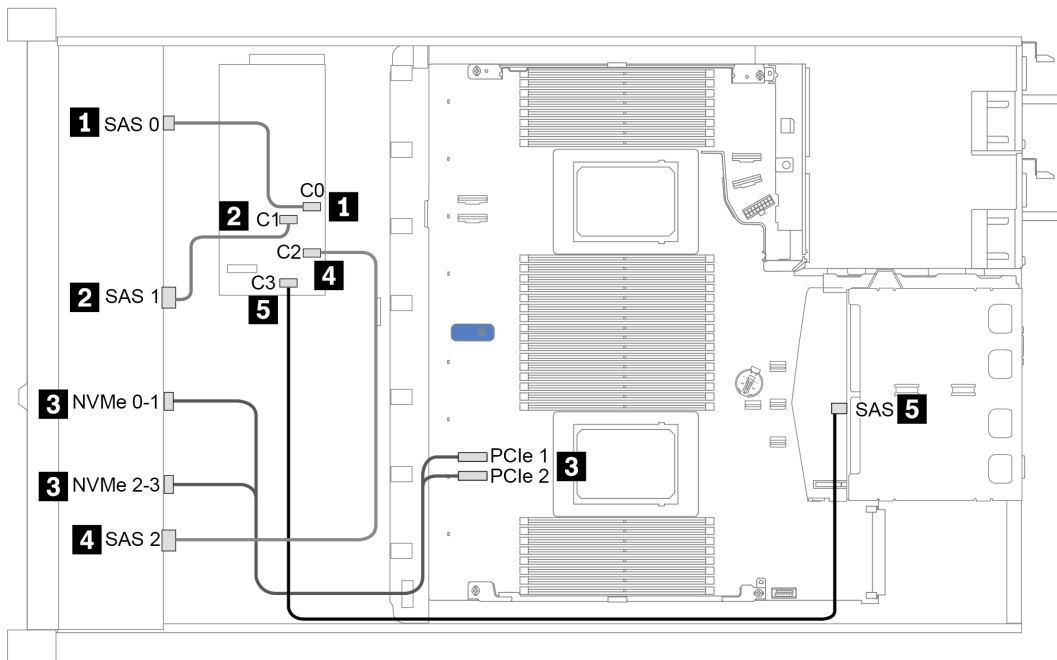 1 SAS 0
C0 1
2 C1
C2
4
2 SAS 1
C3
5
3 NVMe 0-1
SAS 5
PCIe 1
PCIe 2
3
3 NVMe 2-3
4 SAS 2